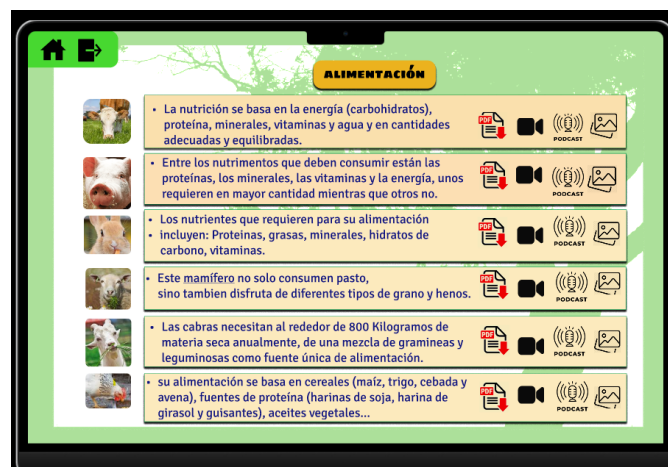 ALIMENTACIÓN
• La nutrición se basa en la energía (carbohidratos),
proteína, minerales, vitaminas y agua y en cantidades
adecuadas y equilibradas.
PDF
PODCAST
• Entre los nutrimentos que deben consumir están las
proteínas, los minerales, las vitaminas y la energía, unos
requieren en mayor cantidad mientras que otros no.
PDF
PODCAST
• Los nutrientes que requieren para su alimentación
• incluyen: Proteinas, grasas, minerales, hidratos de
carbono, vitaminas.
PDF
PODCAST
• Este mamífero no solo consumen pasto,
sino tambien disfruta de diferentes tipos de grano y henos.
PDF
PODCAST
• Las cabras necesitan al rededor de 800 Kilogramos de
materia seca anualmente, de una mezcla de gramineas y
leguminosas como fuente única de alimentación.
PDF
PODCAST
• su alimentación se basa en cereales (maíz, trigo, cebada y
avena), fuentes de proteína (harinas de soja, harina de
girasol y guisantes), aceites vegetales...
PDF
PODCAST